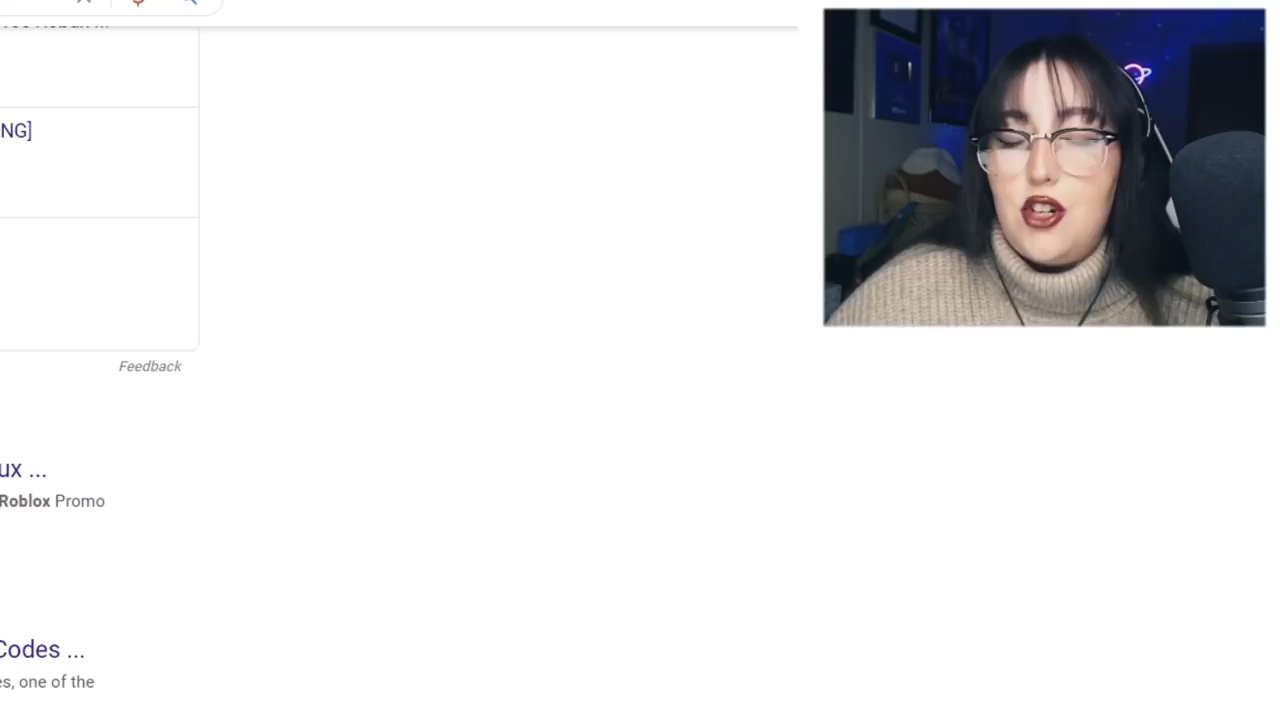 NG]
Feedback
ux ...
Roblox Promo
Codes ...
es, one of the